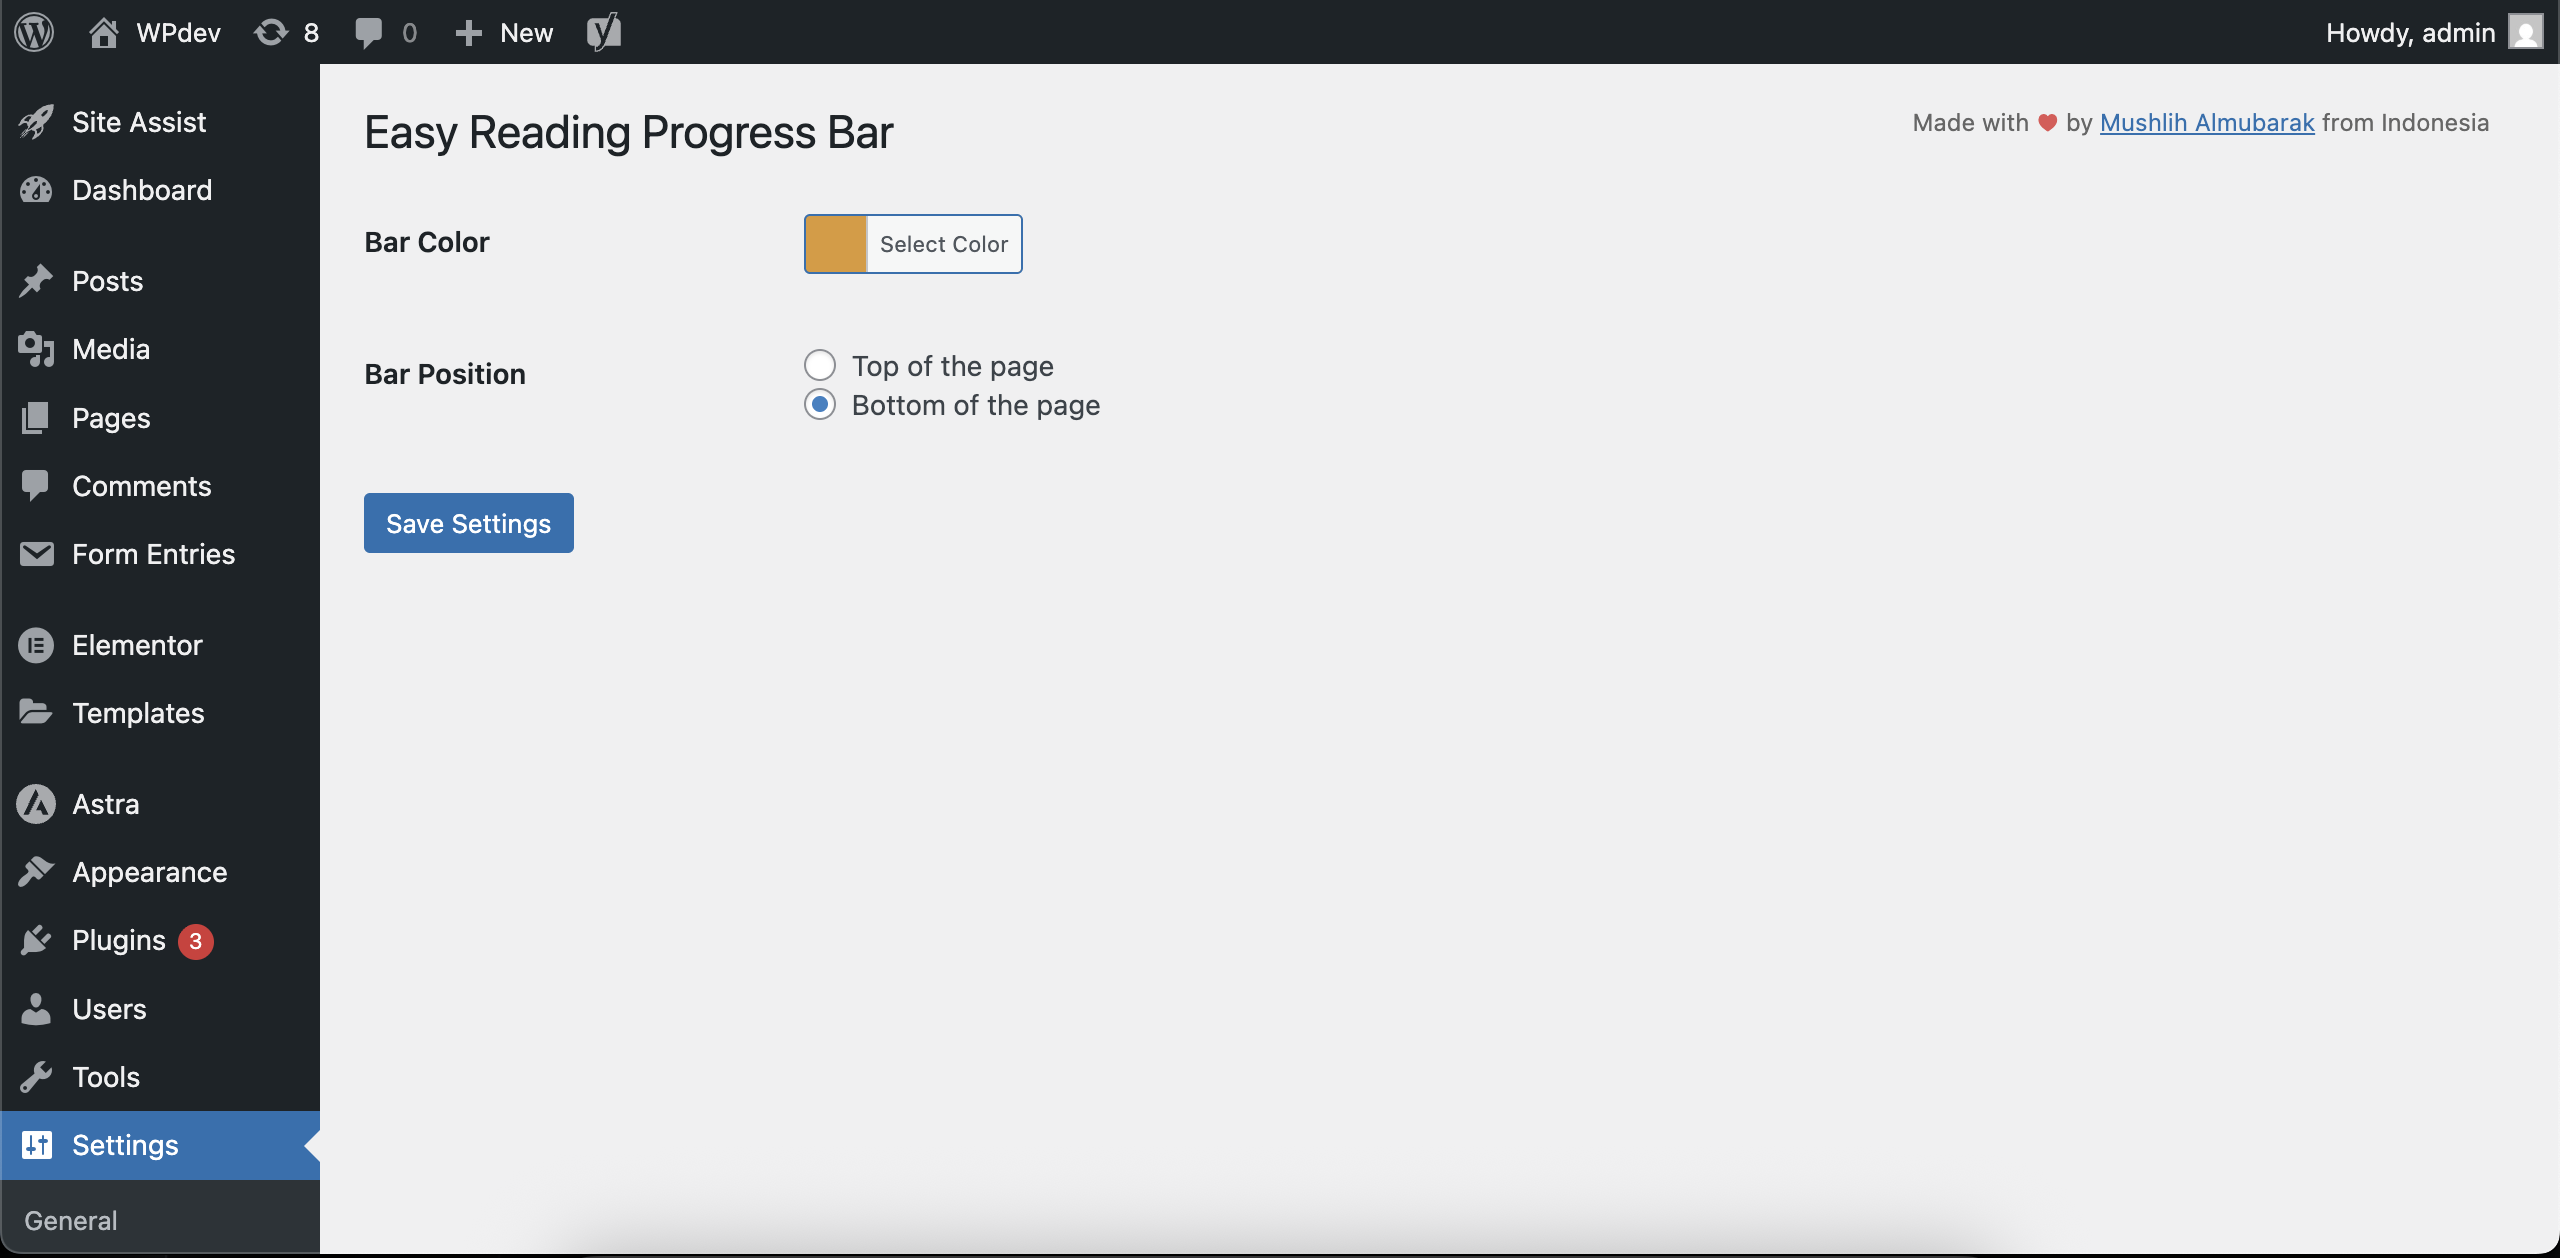 WPdev 8 0 New Howdy, admin
Site Assist
Dashboard
Posts
Media
Pages
Comments
Form Entries
Elementor
Templates
Astra
Appearance
Plugins 3
Users
Tools
Settings
General
Easy Reading Progress Bar
Made with ❤ by Mushlih Almubarak from Indonesia
Bar Color
Select Color
Bar Position
Top of the page
Bottom of the page
Save Settings